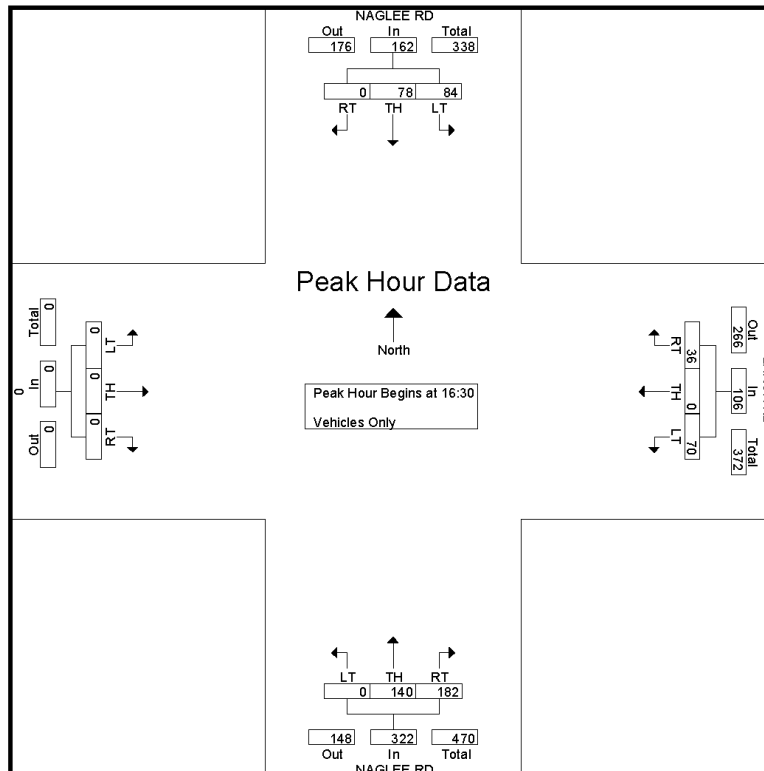 NAGLEE RD
Out In Total
176 162 338
0 78 84
RT TH LT
Peak Hour Data
North
Peak Hour Begins at 16:30
Vehicles Only
Total In Out
0 0 0
0
0 0 0
LT TH RT
RT TH LT
36 0 70
Out In Total
266 106 372
LT TH RT
0 140 182
148 322 470
Out In Total
NAGLEE RD